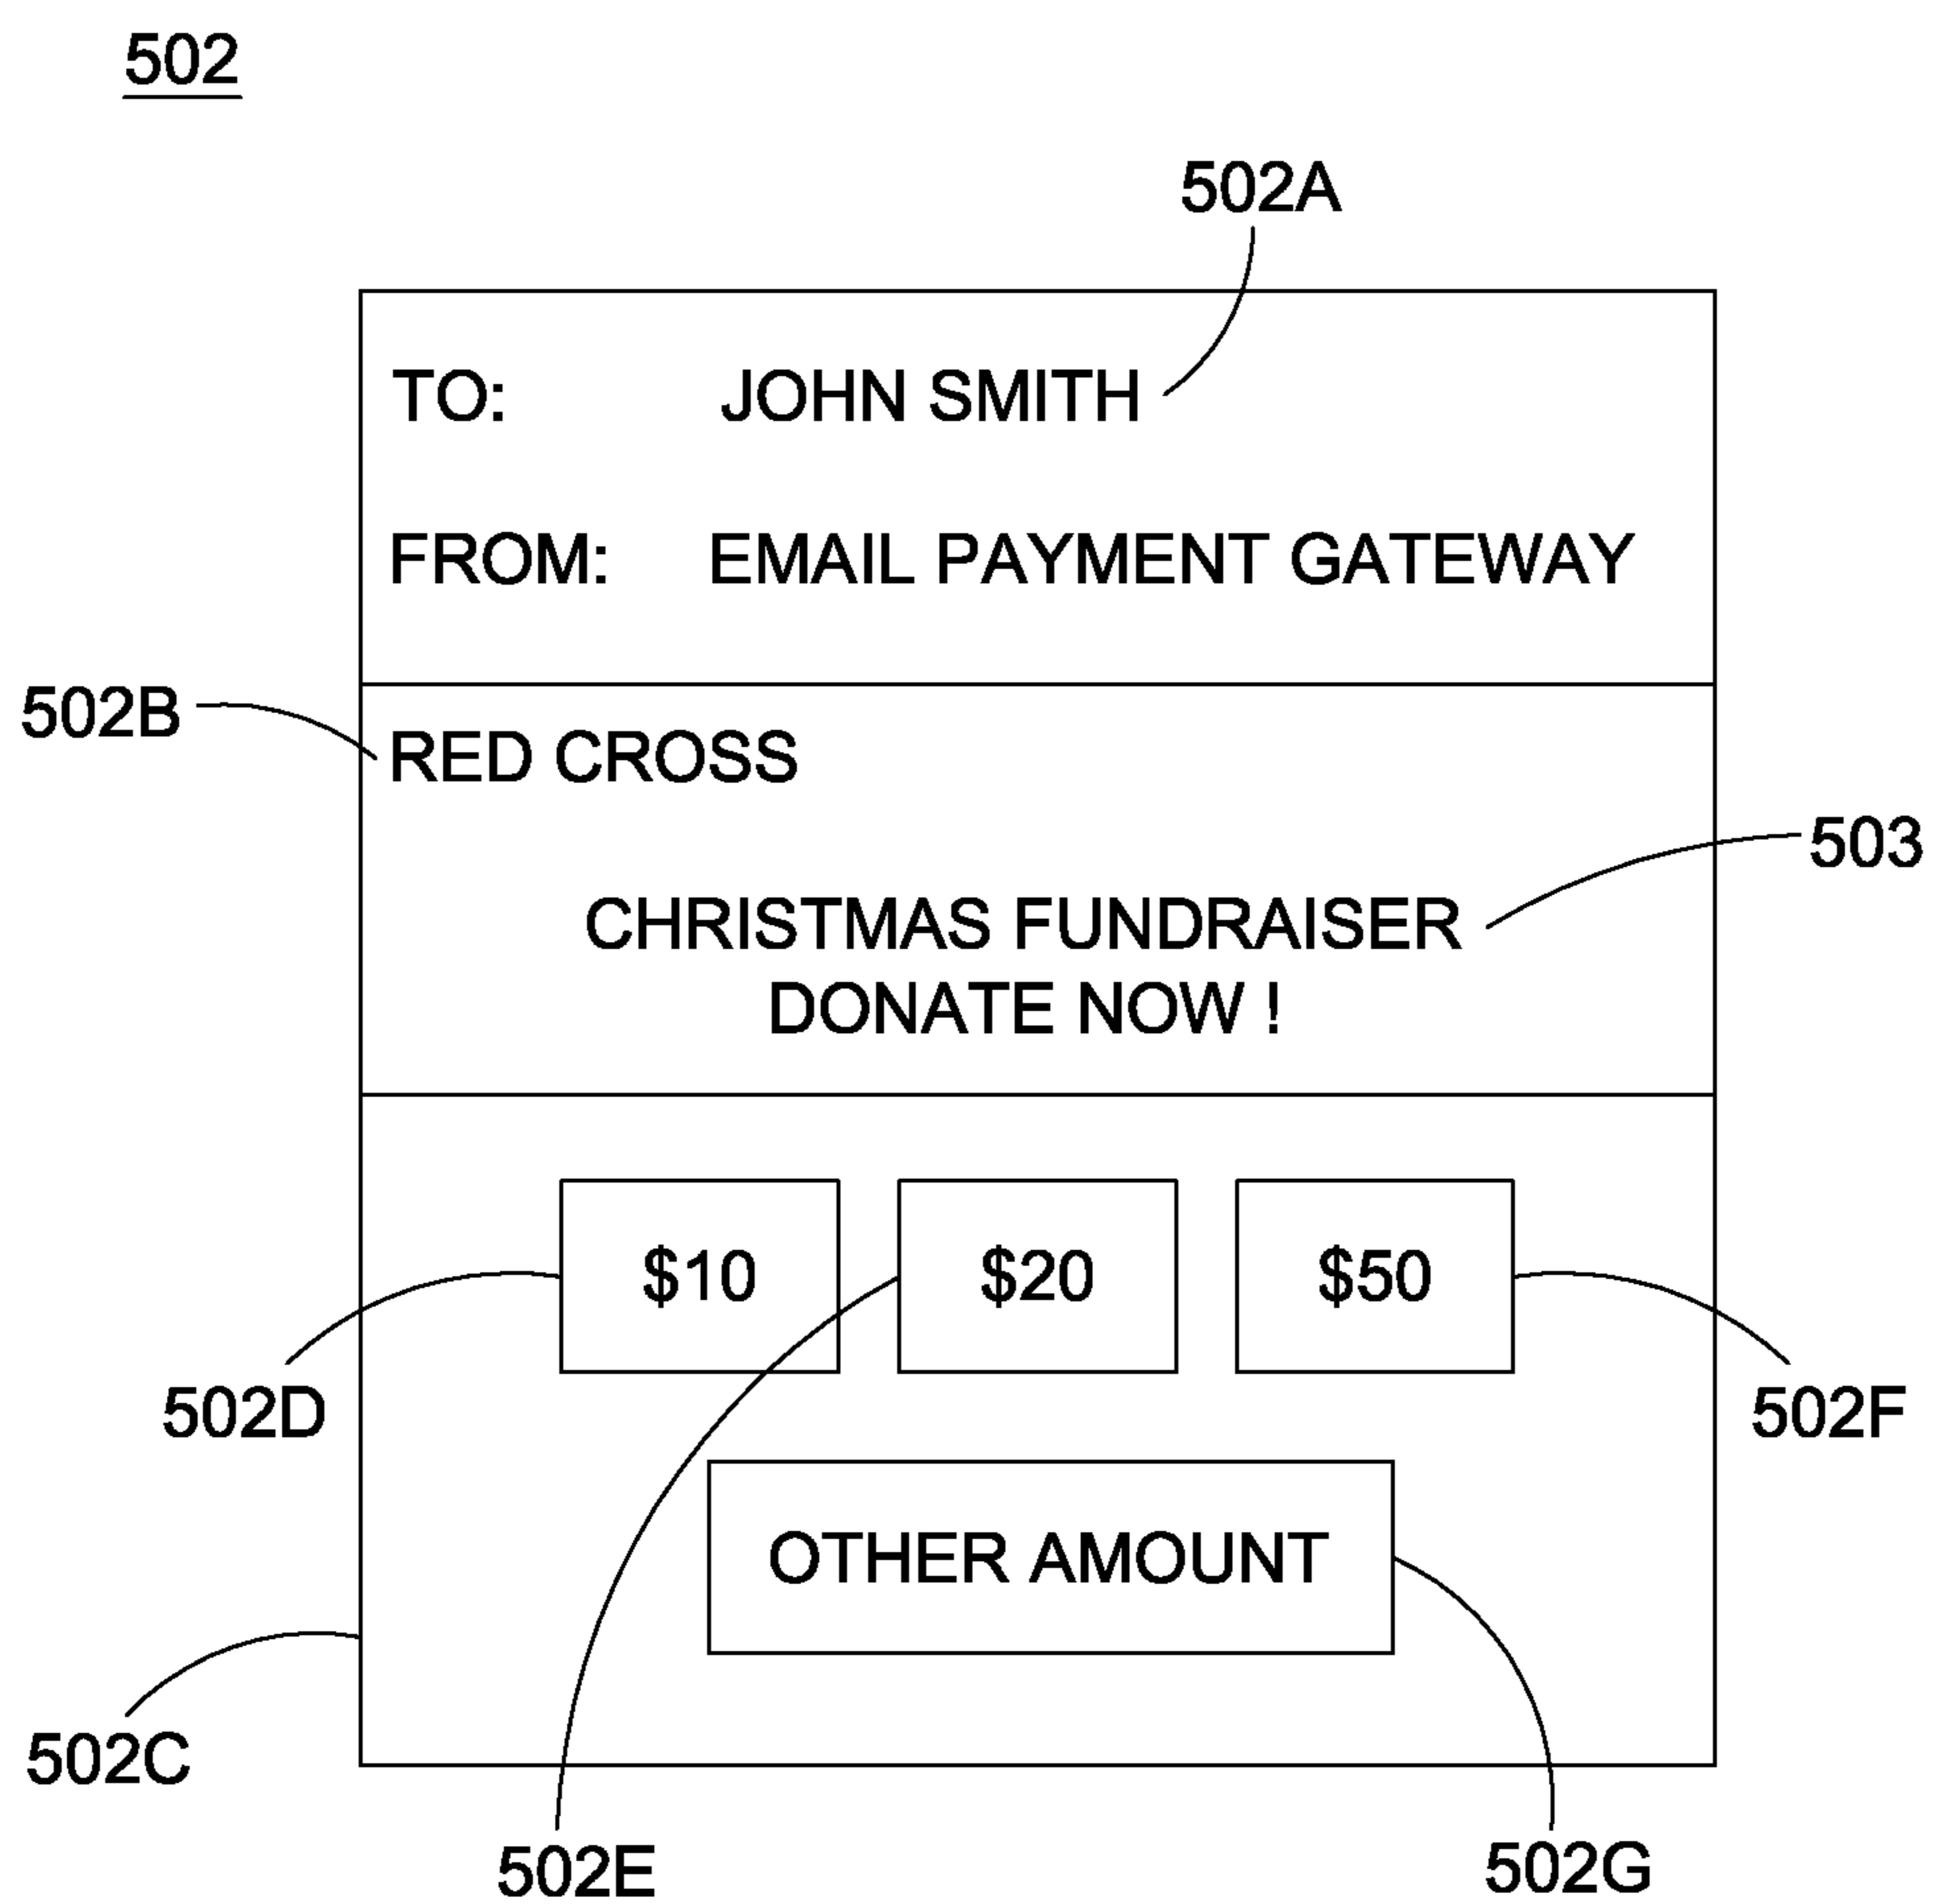 502
502A
TO: JOHN SMITH
FROM: EMAIL PAYMENT GATEWAY
502B
RED CROSS
503
CHRISTMAS FUNDRAISER
DONATE NOW !
$10 $20 $50
502D
502F
OTHER AMOUNT
502C
502E
502G